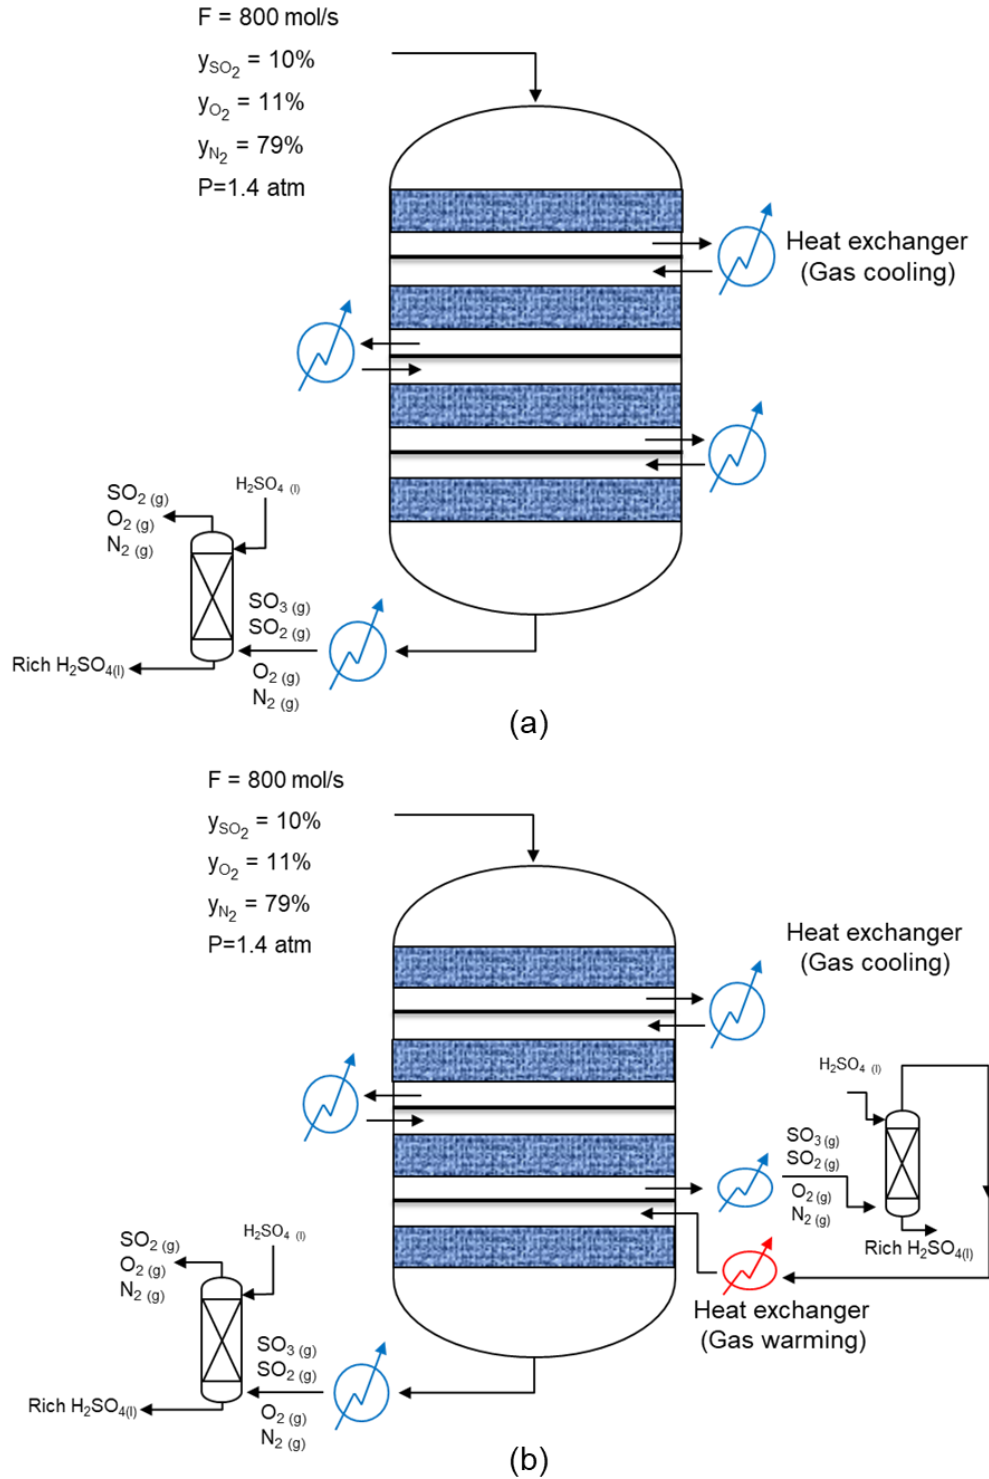 F = 800 mol/s
ySO2 = 10%
yO2 = 11%
yN2 = 79%
P=1.4 atm
Heat exchanger
(Gas cooling)
SO2 (g)
O2 (g)
N2 (g)
H2SO4 (l)
SO3 (g)
SO2 (g)
O2 (g)
N2 (g)
Rich H2SO4(l)
(a)
F = 800 mol/s
ySO2 = 10%
yO2 = 11%
yN2 = 79%
P=1.4 atm
Heat exchanger
(Gas cooling)
H2SO4 (l)
SO3 (g)
SO2 (g)
O2 (g)
N2 (g)
Rich H2SO4(l)
Heat exchanger
(Gas warming)
SO2 (g)
O2 (g)
N2 (g)
H2SO4 (l)
SO3 (g)
SO2 (g)
O2 (g)
N2 (g)
Rich H2SO4(l)
(b)